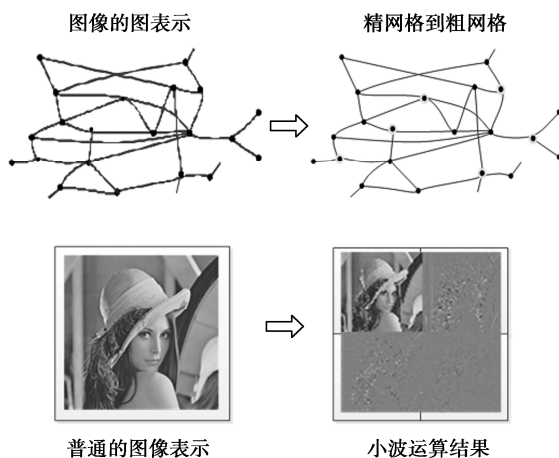 图像的图表示
精网格到粗网格
普通的图像表示
小波运算结果